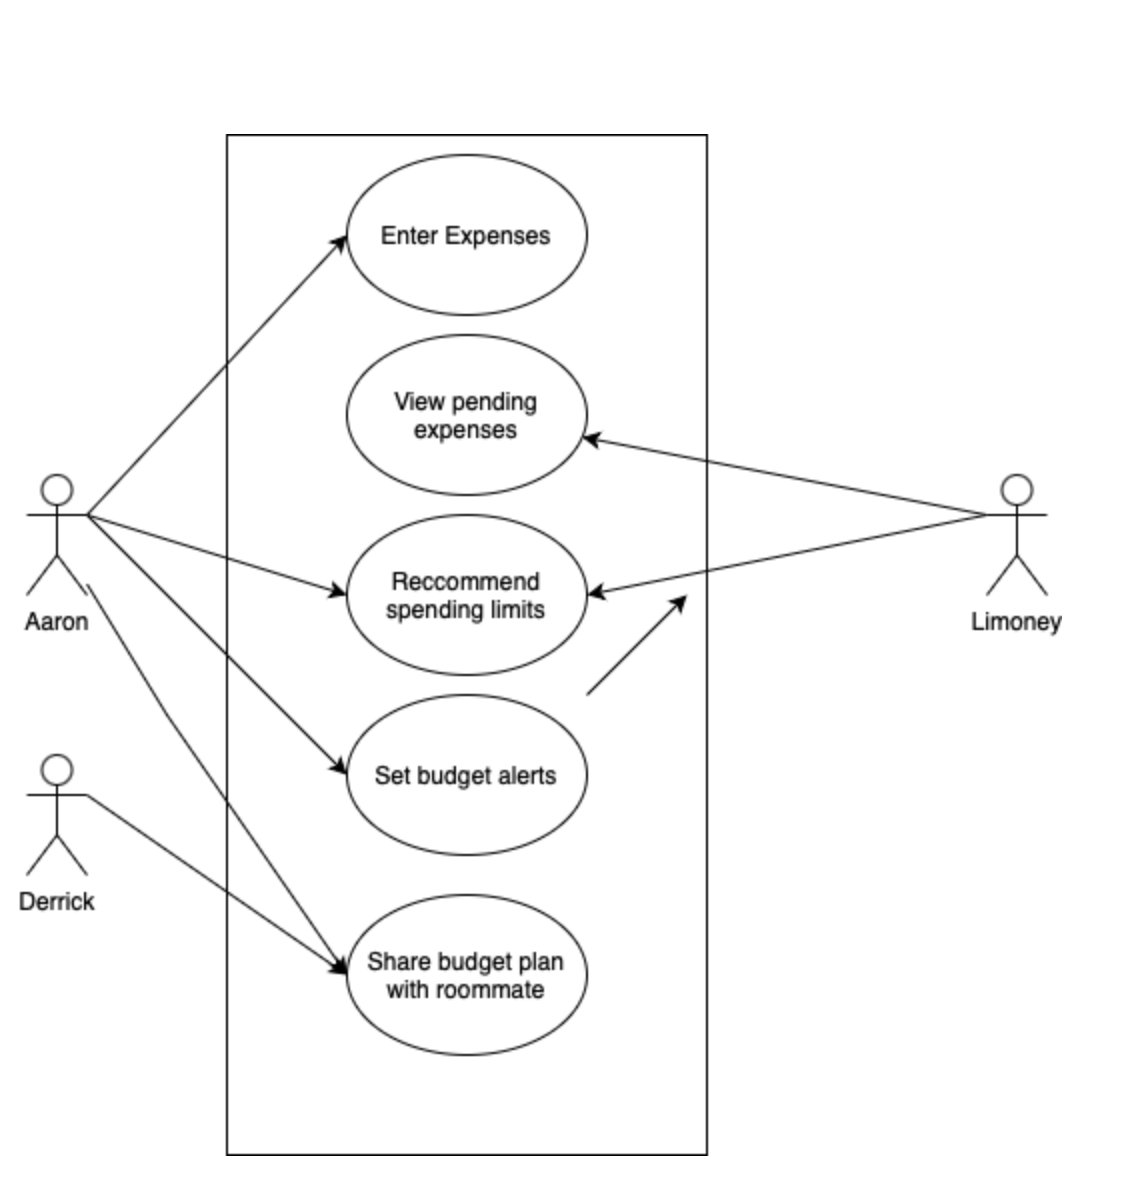 Enter Expenses
View pending
expenses
Reccommend
spending limits
Aaron
Limoney
Set budget alerts
Derrick
Share budget plan
with roommate